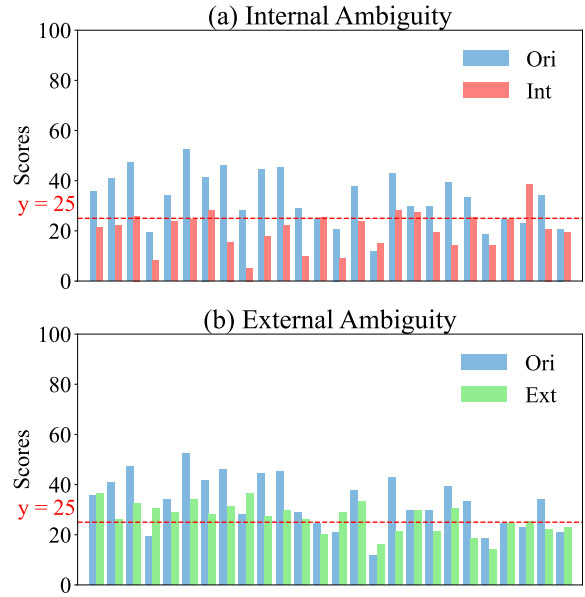 (a) Internal Ambiguity
100
80
60
40
20
0
Scores
y = 25
Ori
Int
(b) External Ambiguity
100
80
60
40
20
0
Scores
y = 25
Ori
Ext